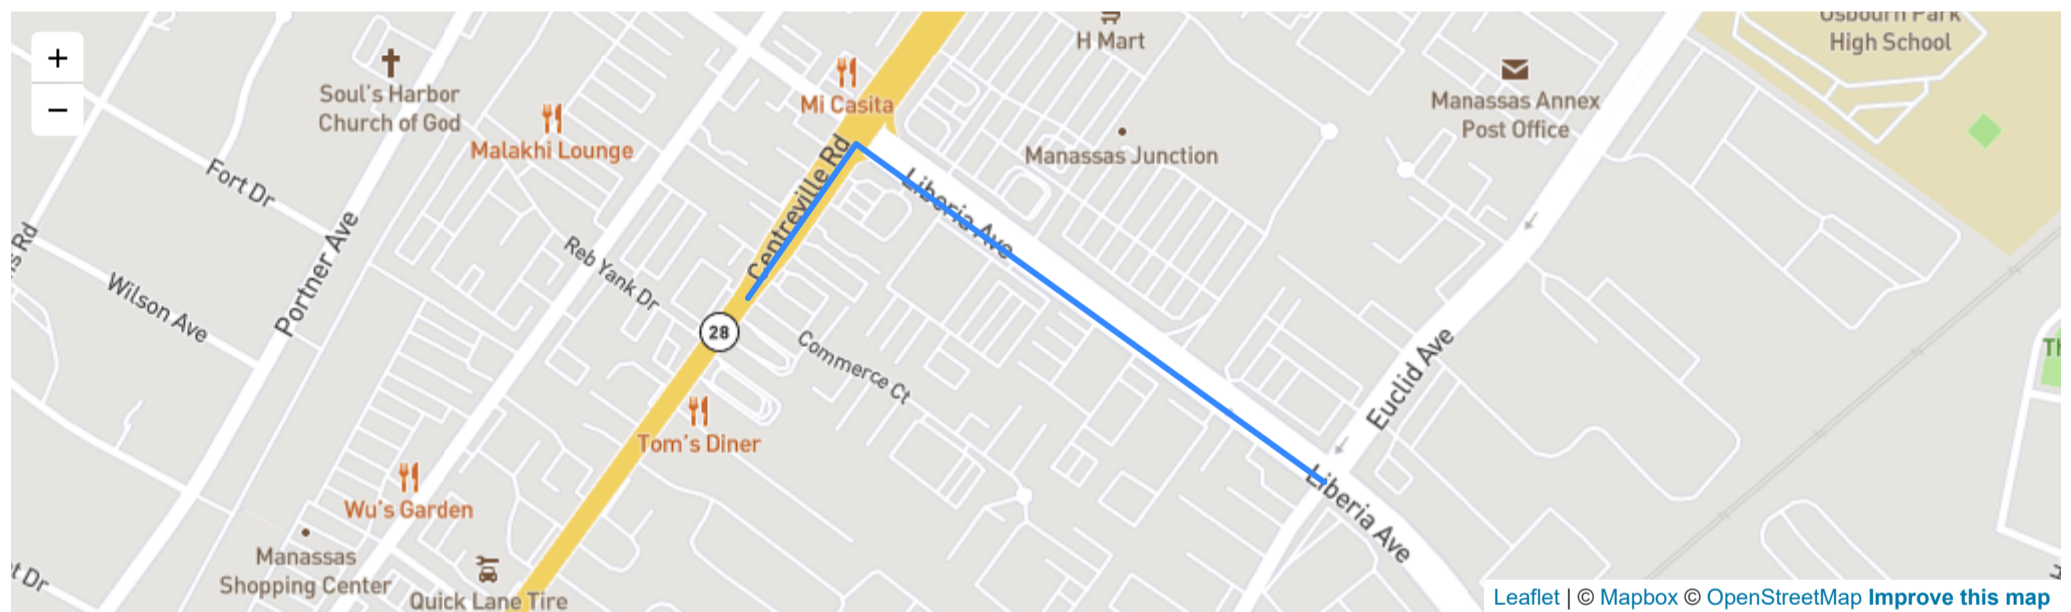 +
−
Soul's Harbor
Church of God
Malakhi Lounge
Mi Casita
H Mart
Manassas Junction
Manassas Annex
Post Office
Osbourn Park
High School
Fort Dr
Portner Ave
Wilson Ave
Reb Yank Dr
Centreville Rd
Liberia Ave
28
Commerce Ct
Euclid Ave
Tom's Diner
Wu's Garden
Liberia Ave
Manassas
Shopping Center
Quick Lane Tire
Leaflet | © Mapbox © OpenStreetMap Improve this map